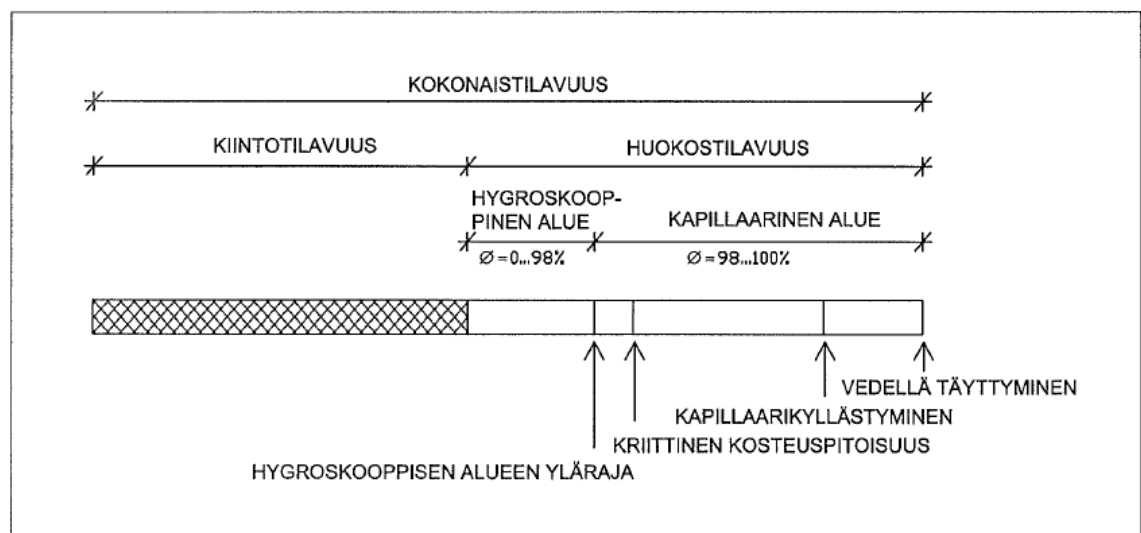 KOKONAISTILAVUUS
KIINTOTILAVUUS
HUOKOSTILAVUUS
HYGROSKOOP-
PINEN ALUE
KAPILLAARINEN ALUE
Ø=0...98%
Ø=98...100%
VEDELLÄ TÄYTTYMINEN
KAPILLAARIKYLLÄSTYMINEN
KRIITTINEN KOSTEUSPITOISUUS
HYGROSKOOPPISEN ALUEEN YLÄRAJA